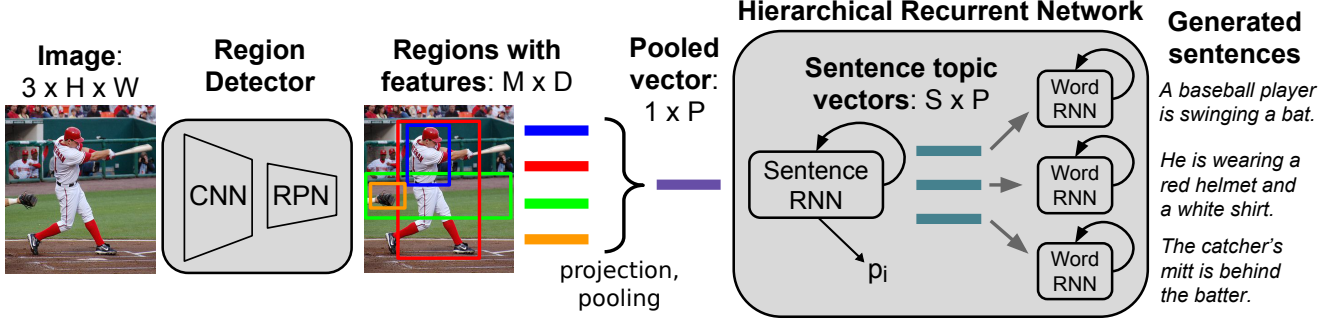 Image:
3 x H x W
Region
Detector
CNN
RPN
Regions with
features: M x D
projection,
pooling
Pooled
vector:
1 x P
Hierarchical Recurrent Network
Sentence topic
vectors: S x P
Sentence
RNN
pi
Word
RNN
Word
RNN
Word
RNN
Generated
sentences
A baseball player
is swinging a bat.
He is wearing a
red helmet and
a white shirt.
The catcher's
mitt is behind
the batter.